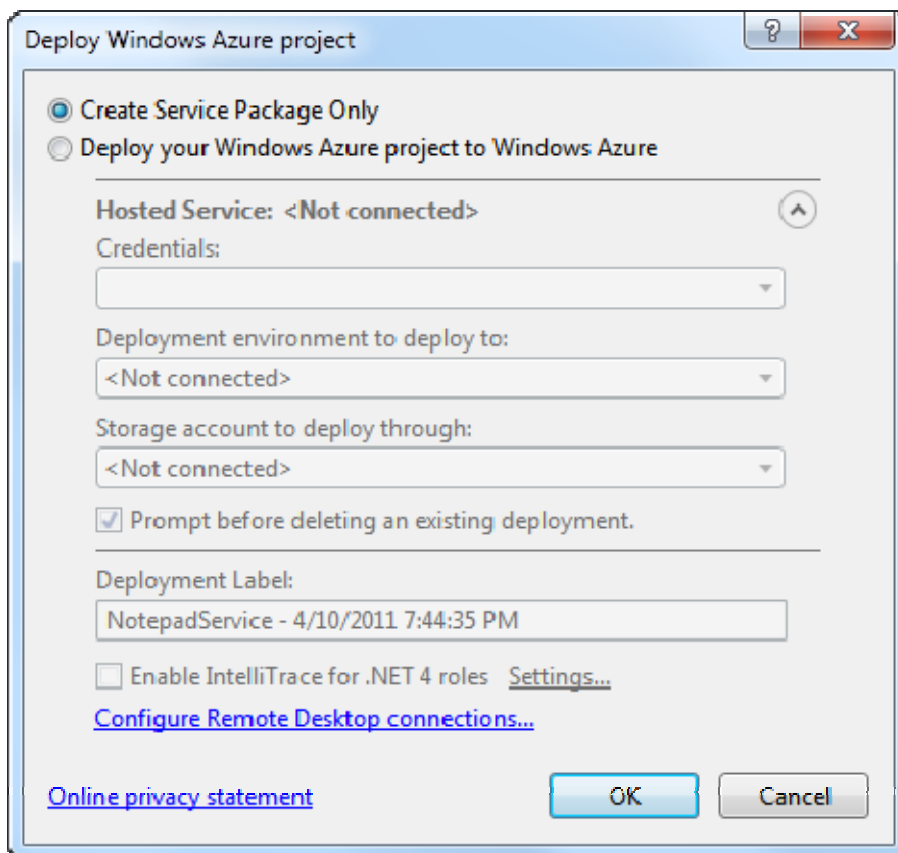 Deploy Windows Azure project
Create Service Package Only
Deploy your Windows Azure project to Windows Azure
Hosted Service: <Not connected>
Credentials:
Deployment environment to deploy to:
<Not connected>
Storage account to deploy through:
<Not connected>
Prompt before deleting an existing deployment.
Deployment Label:
NotepadService - 4/10/2011 7:44:35 PM
Enable IntelliTrace for .NET 4 roles Settings...
Configure Remote Desktop connections...
Online privacy statement OK Cancel